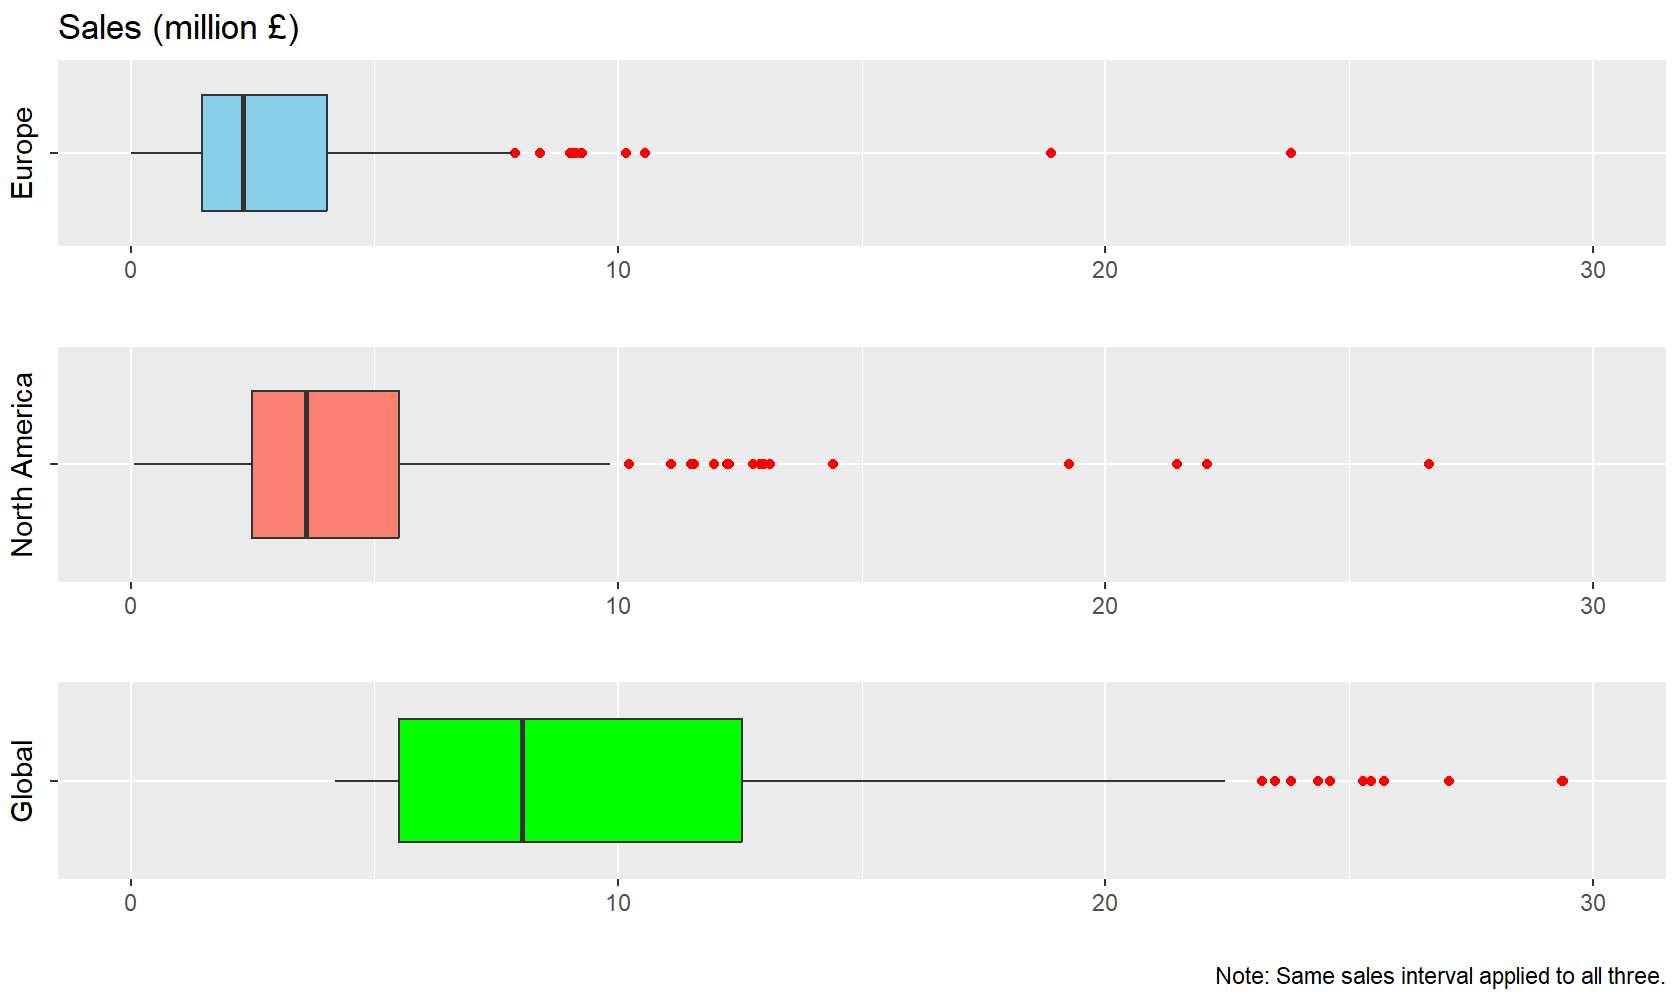 Sales (million £)
Europe
0 10 20 30
North America
0 10 20 30
Global
0 10 20 30
Note: Same sales interval applied to all three.